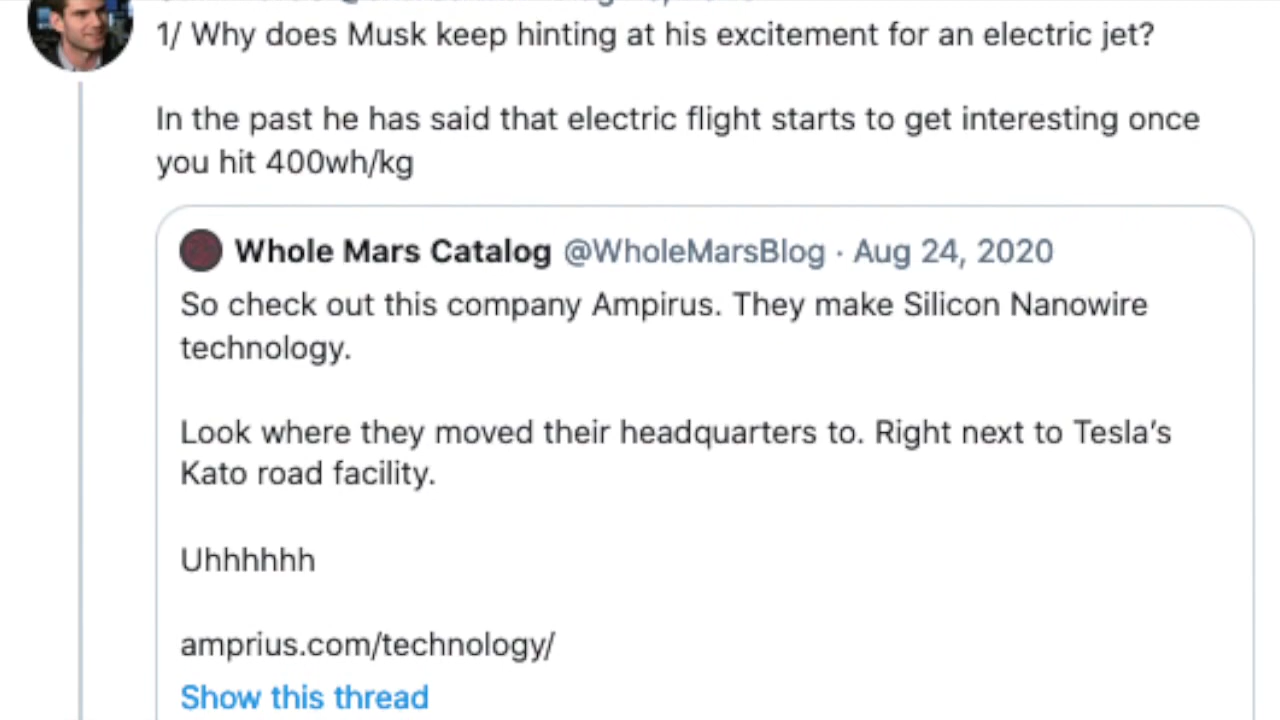 1/ Why does Musk keep hinting at his excitement for an electric jet?
In the past he has said that electric flight starts to get interesting once
you hit 400wh/kg
Whole Mars Catalog @WholeMarsBlog · Aug 24, 2020
So check out this company Ampirus. They make Silicon Nanowire
technology.
Look where they moved their headquarters to. Right next to Tesla's
Kato road facility.
Uhhhhhh
amprius.com/technology/
Show this thread